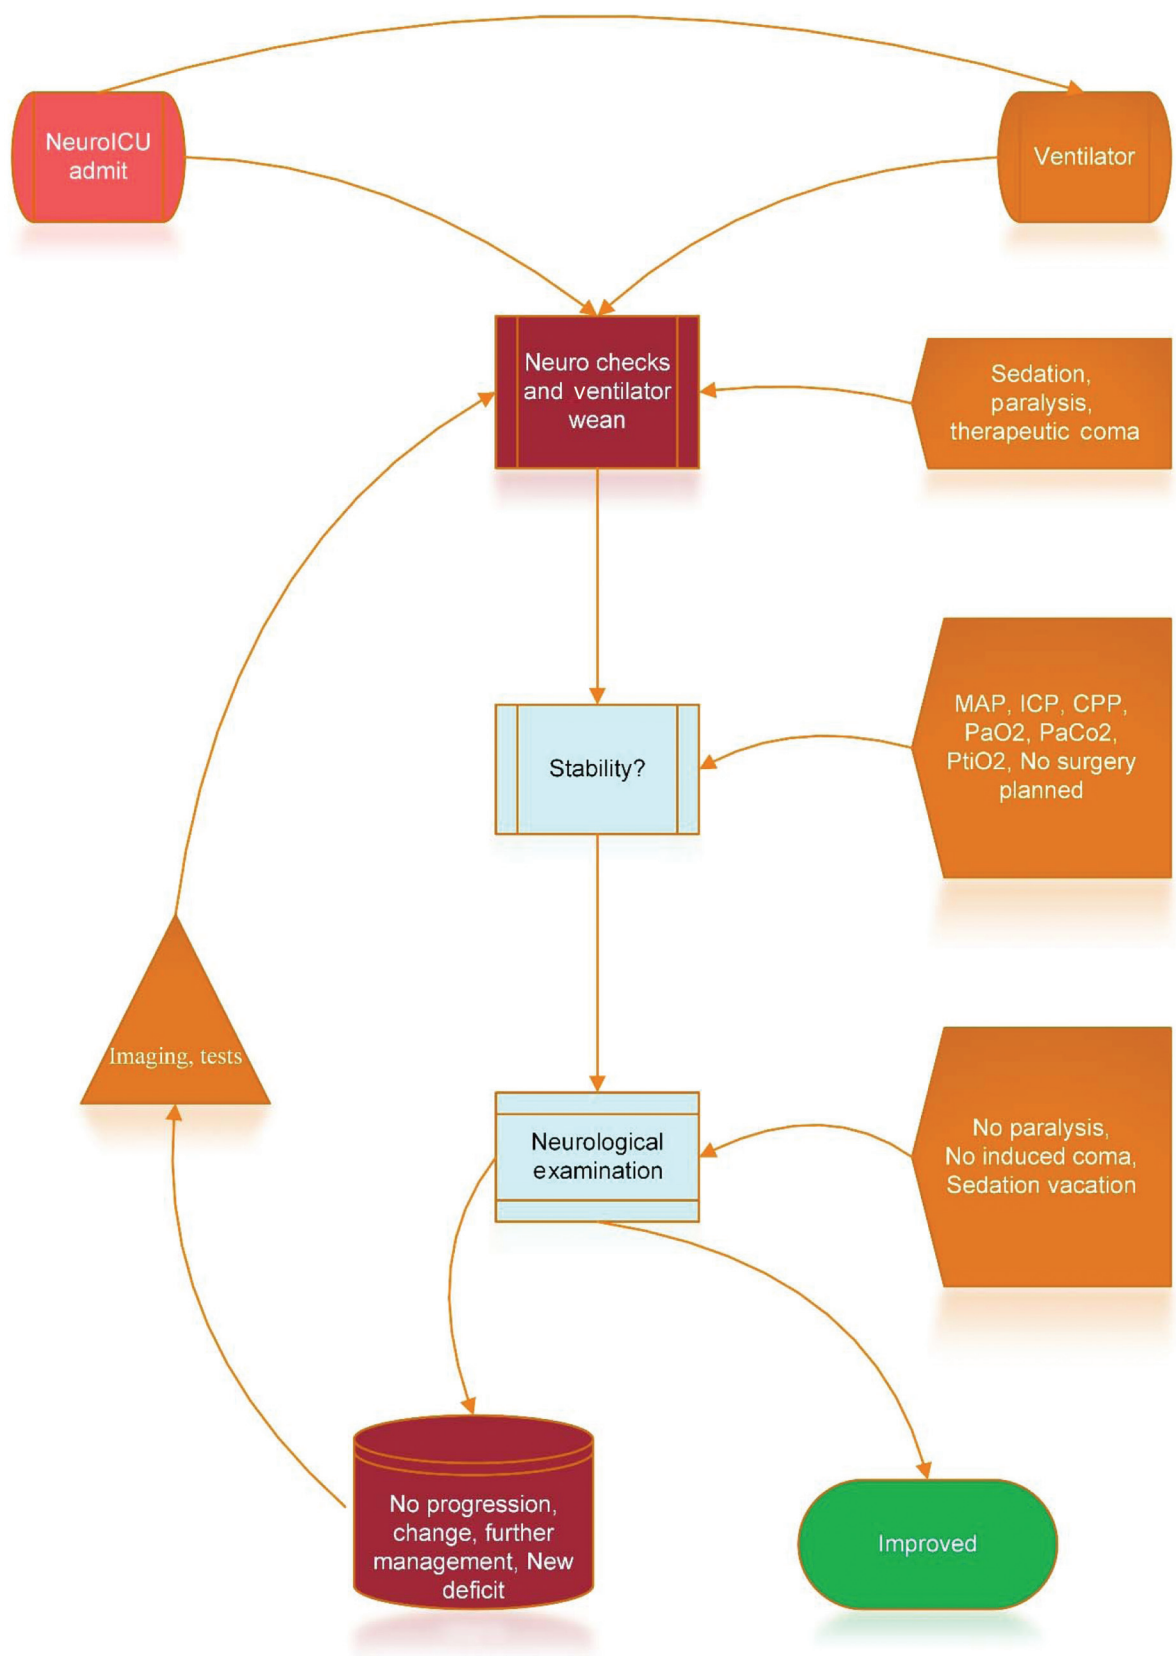 NeuroICU
admit
Ventilator
Neuro checks
and ventilator
wean
Sedation,
paralysis,
therapeutic coma
MAP, ICP, CPP,
PaO2, PaCo2,
PtiO2, No surgery
planned
Stability?
Imaging, tests
Neurological
examination
No paralysis,
No induced coma,
Sedation vacation
No progression,
change, further
management, New
deficit
Improved